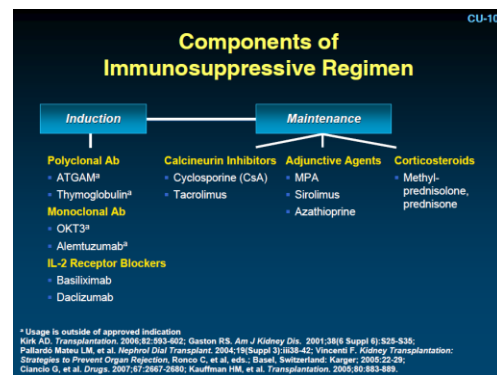 CU-10
Components of
Immunosuppressive Regimen
Induction
Maintenance
Polyclonal Ab
ATGAMᵃ
Thymoglobulinᵃ
Monoclonal Ab
OKT3ᵃ
Alemtuzumabᵃ
IL-2 Receptor Blockers
Basiliximab
Daclizumab
Calcineurin Inhibitors
Cyclosporine (CsA)
Tacrolimus
Adjunctive Agents
MPA
Sirolimus
Azathioprine
Corticosteroids
Methyl-
prednisolone,
prednisone
ᵃ Usage is outside of approved indication
Kirk AD. Transplantation. 2006;82:593-602; Gaston RS. Am J Kidney Dis. 2001;38(6 Suppl 6):S25-S35;
Pallardó Mateu LM, et al. Nephrol Dial Transplant. 2004;19(Suppl 3):iii38-42; Vincenti F. Kidney Transplantation:
Strategies to Prevent Organ Rejection, Ronco C, et al, eds.; Basel, Switzerland: Karger; 2005:22-29;
Ciancio G, et al. Drugs. 2007;67:2667-2680; Kauffman HM, et al. Transplantation. 2005;80:883-889.